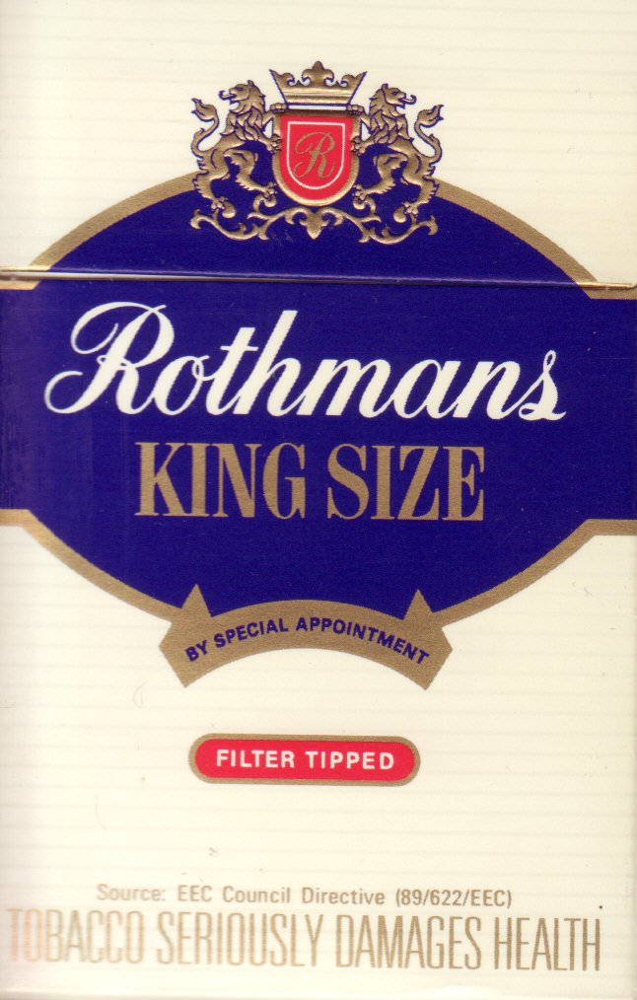 R
Rothmans
KING SIZE
BY SPECIAL APPOINTMENT
FILTER TIPPED
Source: EEC Council Directive (89/622/EEC)
TOBACCO SERIOUSLY DAMAGES HEALTH